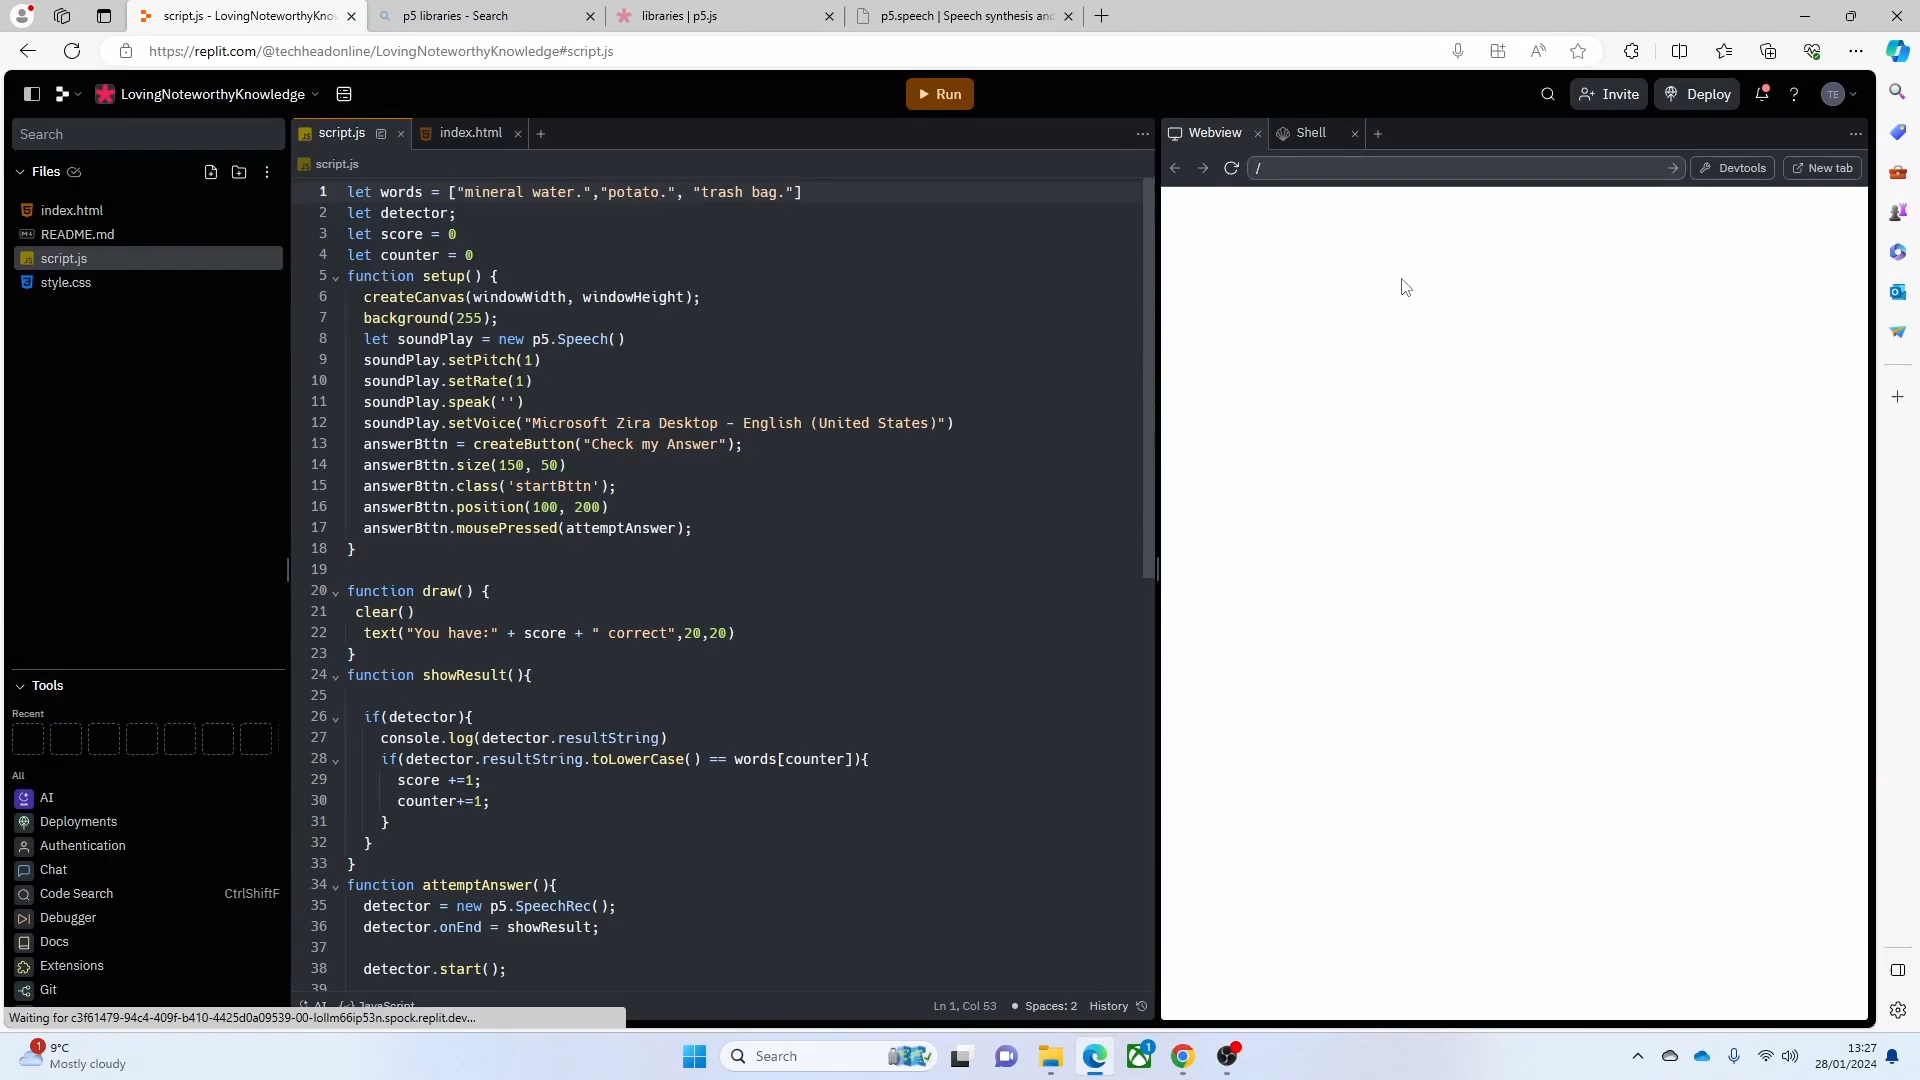 script.js - LovingNoteworthyKnow
p5 libraries - Search
libraries | p5.js
p5.speech | Speech synthesis and
https://replit.com/@techheadonline/LovingNoteworthyKnowledge#script.js
LovingNoteworthyKnowledge
Run
Invite
Deploy
TE
Search
script.js
index.html
Webview
Shell
Files
script.js
/
Devtools
New tab
index.html
README.md
script.js
style.css
1 let words = ["mineral water.","potato.", "trash bag."]
2 let detector;
3 let score = 0
4 let counter = 0
5 function setup() {
6 createCanvas(windowWidth, windowHeight);
7 background(255);
8 let soundPlay = new p5.Speech()
9 soundPlay.setPitch(1)
10 soundPlay.setRate(1)
11 soundPlay.speak('')
12 soundPlay.setVoice("Microsoft Zira Desktop - English (United States)")
13 answerBttn = createButton("Check my Answer");
14 answerBttn.size(150, 50)
15 answerBttn.class('startBttn');
16 answerBttn.position(100, 200)
17 answerBttn.mousePressed(attemptAnswer);
18 }
19
20 function draw() {
21 clear()
22 text("You have:" + score + " correct",20,20)
23 }
24 function showResult(){
25
26 if(detector){
27 console.log(detector.resultString)
28 if(detector.resultString.toLowerCase() == words[counter]){
29 score +=1;
30 counter+=1;
31 }
32 }
33 }
34 function attemptAnswer(){
35 detector = new p5.SpeechRec();
36 detector.onEnd = showResult;
37
38 detector.start();
39
Tools
Recent
All
AI
Deployments
Authentication
Chat
Code Search CtrlShiftF
Debugger
Docs
Extensions
Git
AI JavaScript
Ln 1, Col 53
Spaces: 2
History
Waiting for c3f61479-94c4-409f-b410-4425d0a09539-00-lollm66ip53n.spock.replit.dev...
1
9°C
Mostly cloudy
Search
1
13:27
28/01/2024